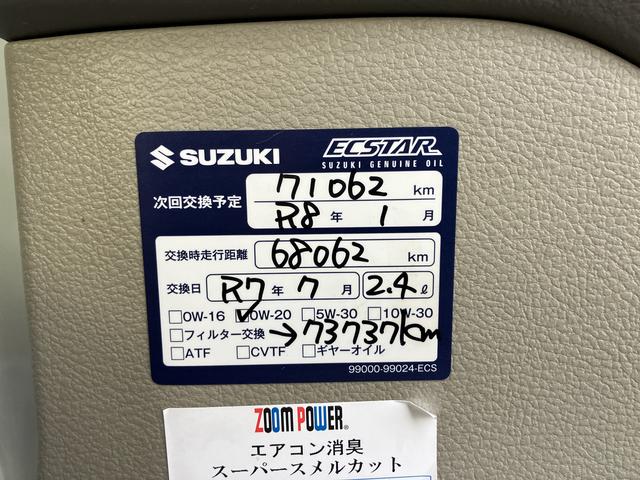 SUZUKI ECSTAR
SUZUKI GENUINE OIL
次回交換予定 71062 km
R8 年 1 月
交換時走行距離 68062 km
交換日 R7 年 7 月 2.4 ℓ
0W-16 0W-20 5W-30 10W-30
フィルター交換 → 73737km
ATF CVTF ギヤーオイル
99000-99024-ECS
ZOOM POWER®
エアコン消臭
スーパースメルカット